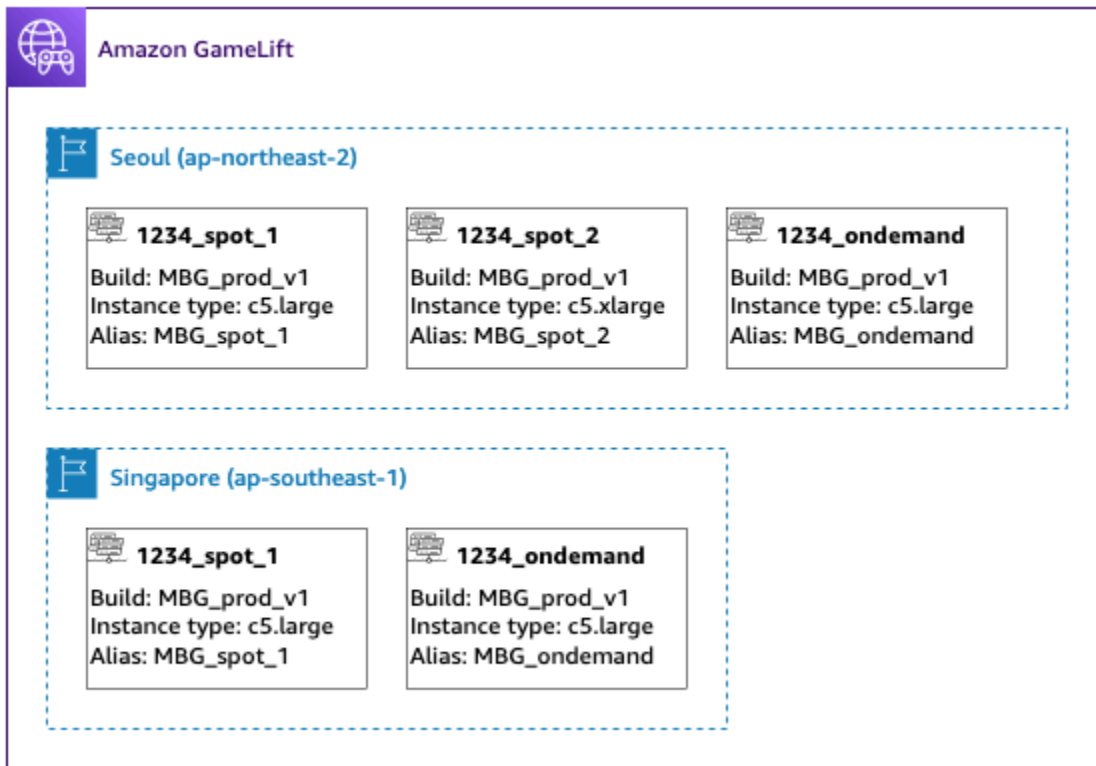 Amazon GameLift
Seoul (ap-northeast-2)
1234_spot_1
Build: MBG_prod_v1
Instance type: c5.large
Alias: MBG_spot_1
1234_spot_2
Build: MBG_prod_v1
Instance type: c5.xlarge
Alias: MBG_spot_2
1234_ondemand
Build: MBG_prod_v1
Instance type: c5.large
Alias: MBG_ondemand
Singapore (ap-southeast-1)
1234_spot_1
Build: MBG_prod_v1
Instance type: c5.large
Alias: MBG_spot_1
1234_ondemand
Build: MBG_prod_v1
Instance type: c5.large
Alias: MBG_ondemand